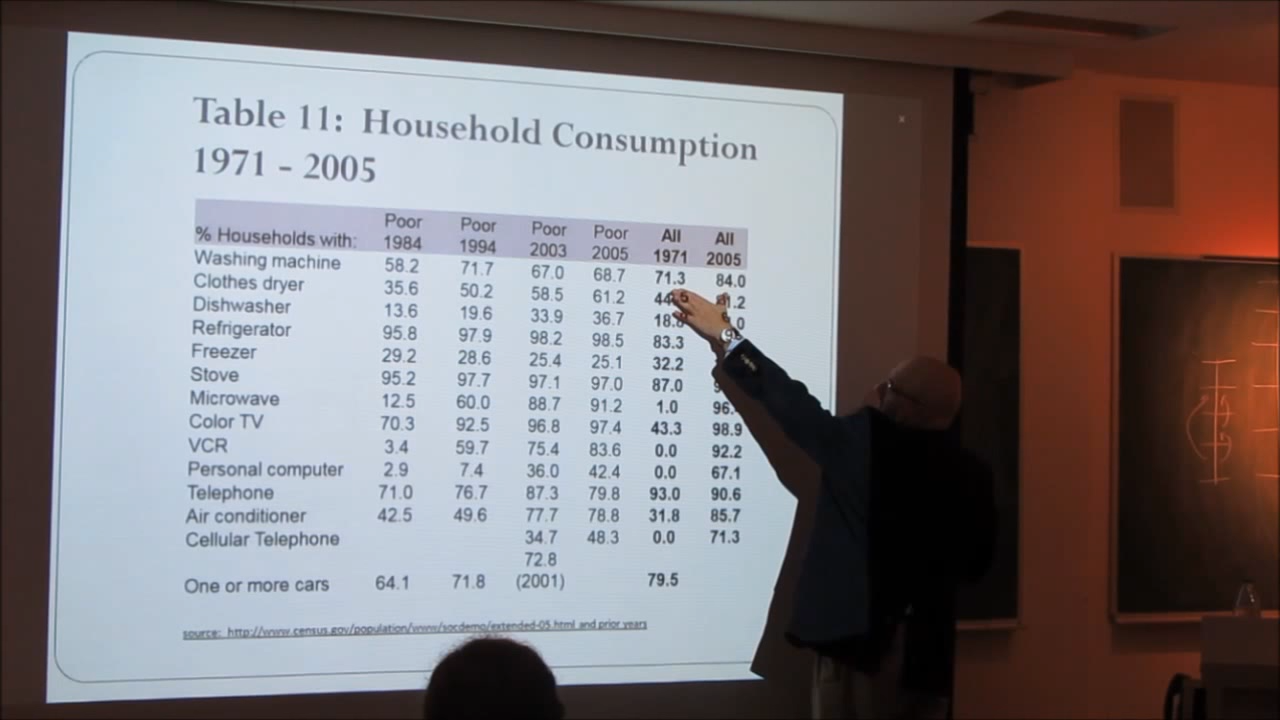 Table 11: Household Consumption
1971 - 2005
% Households with: Poor 1984 Poor 1994 Poor 2003 Poor 2005 All 1971 All 2005
Washing machine 58.2 71.7 67.0 68.7 71.3 84.0
Clothes dryer 35.6 50.2 58.5 61.2
Dishwasher 13.6 19.6 33.9 36.7
Refrigerator 95.8 97.9 98.2 98.5 83.3
Freezer 29.2 28.6 25.4 25.1 32.2
Stove 95.2 97.7 97.1 97.0 87.0
Microwave 12.5 60.0 88.7 91.2 1.0
Color TV 70.3 92.5 96.8 97.4 43.3 98.9
VCR 3.4 59.7 75.4 83.6 0.0 92.2
Personal computer 2.9 7.4 36.0 42.4 0.0 67.1
Telephone 71.0 76.7 87.3 79.8 93.0 90.6
Air conditioner 42.5 49.6 77.7 78.8 31.8 85.7
Cellular Telephone 34.7 48.3 0.0 71.3
72.8
One or more cars 64.1 71.8 (2001) 79.5
source: http://www.census.gov/population/www/socdemo/extended-05.html and prior years